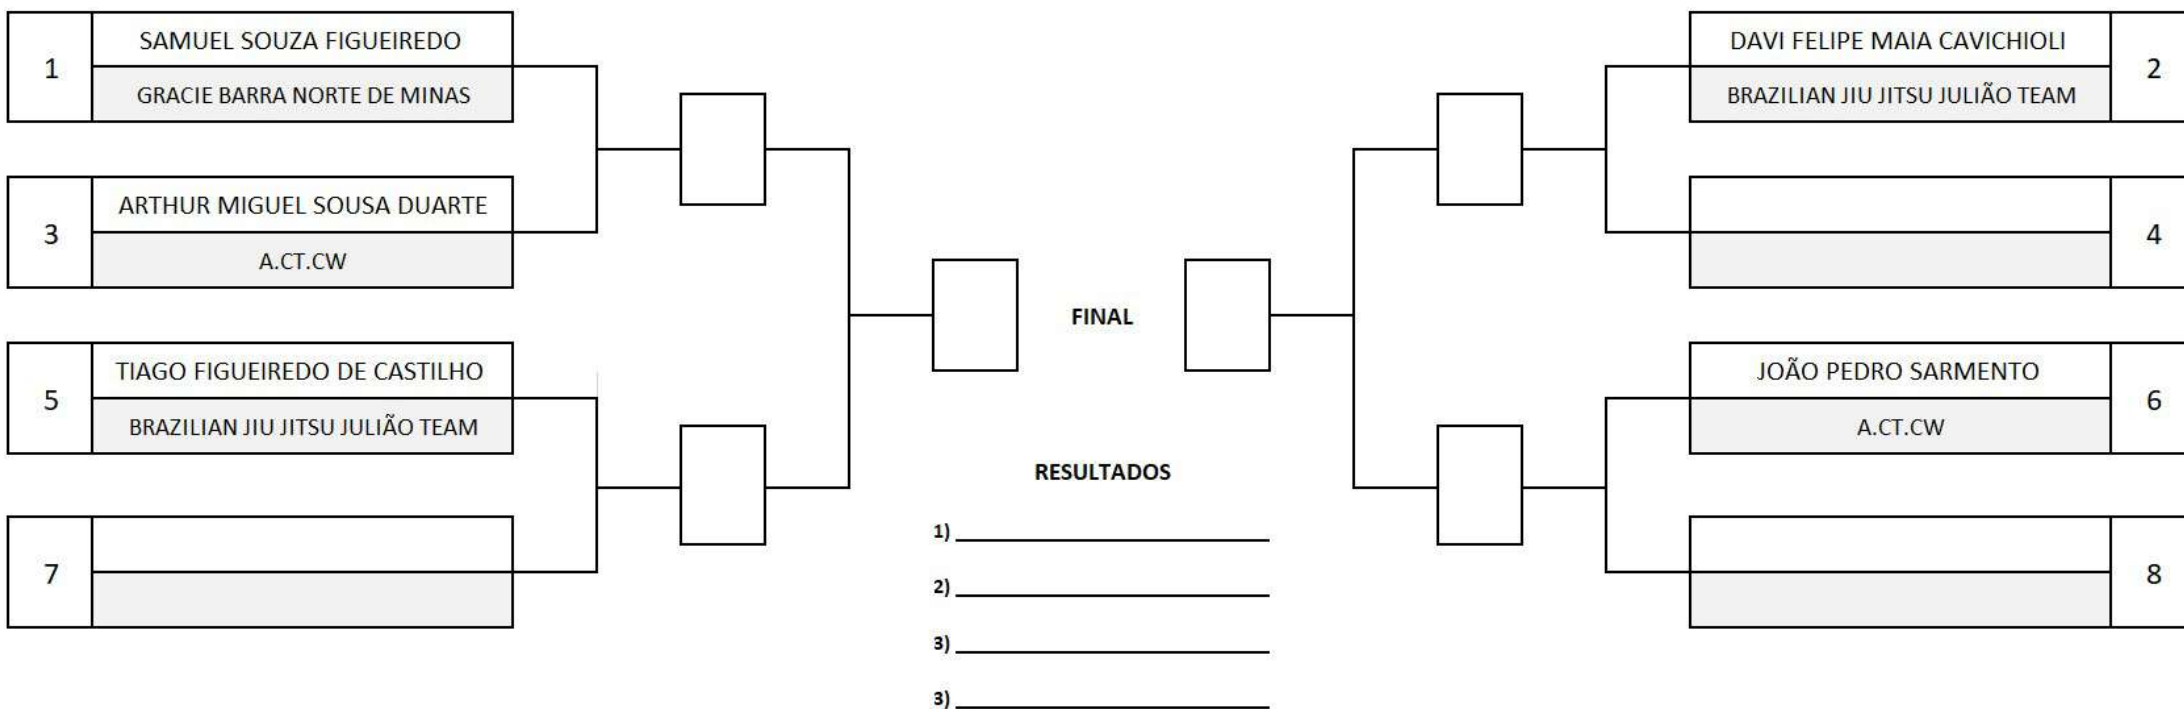 1
SAMUEL SOUZA FIGUEIREDO
GRACIE BARRA NORTE DE MINAS
3
ARTHUR MIGUEL SOUSA DUARTE
A.CT.CW
5
TIAGO FIGUEIREDO DE CASTILHO
BRAZILIAN JIU JITSU JULIÃO TEAM
7
FINAL
RESULTADOS
1)
2)
3)
3)
DAVI FELIPE MAIA CAVICHIOLI
BRAZILIAN JIU JITSU JULIÃO TEAM
2
4
JOÃO PEDRO SARMENTO
A.CT.CW
6
8